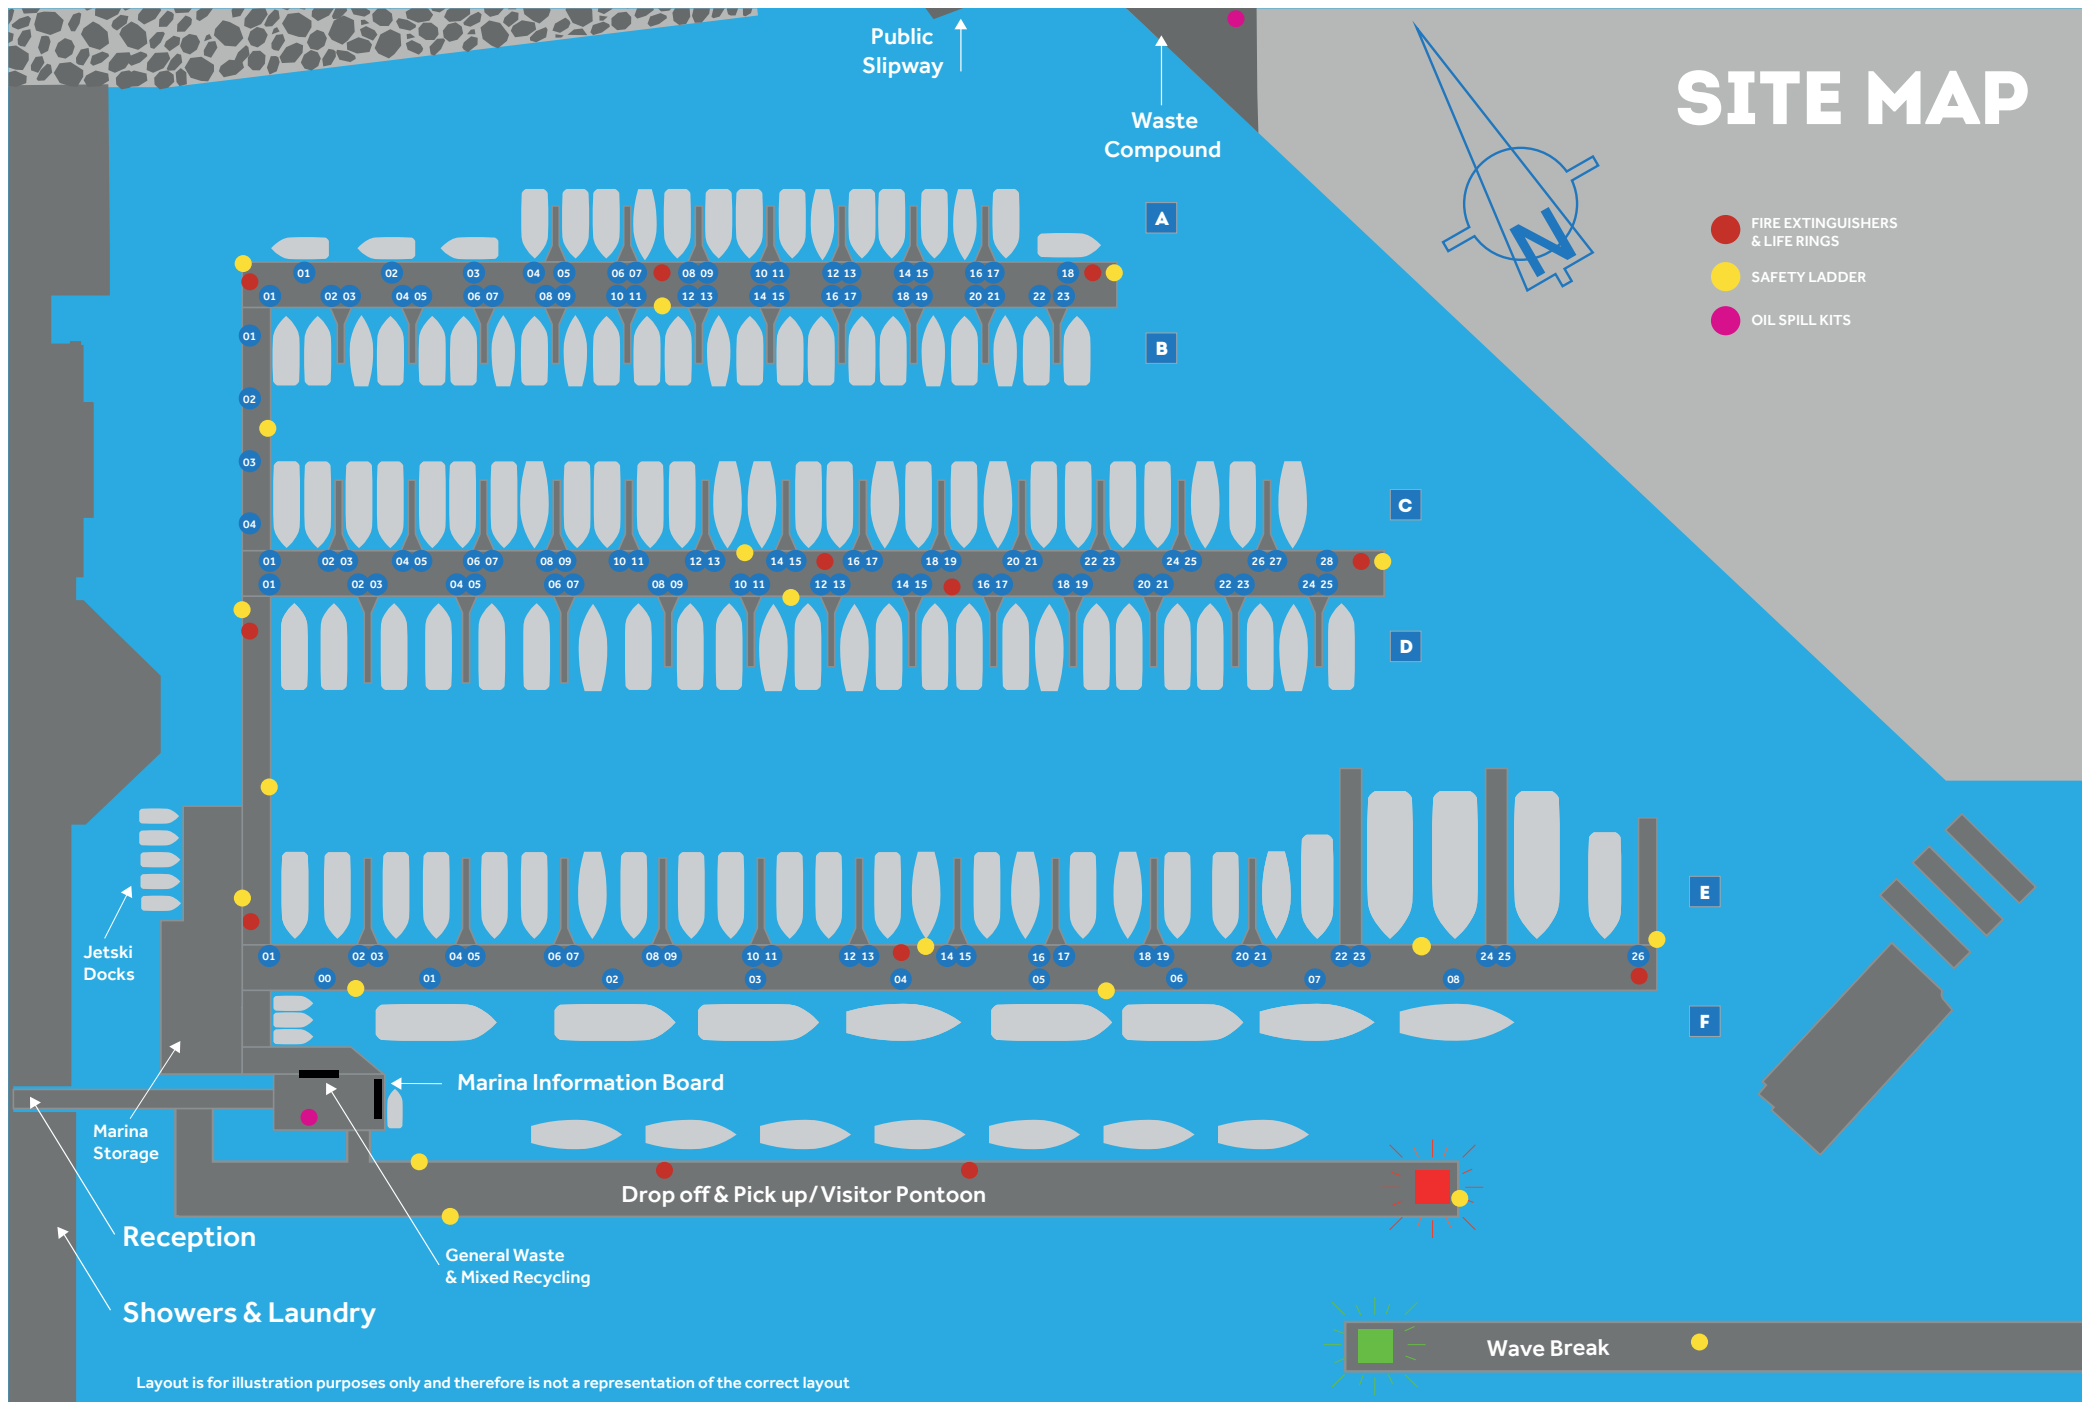 Public
Slipway
Waste
Compound
SITE MAP
N
FIRE EXTINGUISHERS
& LIFE RINGS
SAFETY LADDER
OIL SPILL KITS
A
01 02 03 04 05 06 07 08 09 10 11 12 13 14 15 16 17 18
01 02 03 04 05 06 07 08 09 10 11 12 13 14 15 16 17 18 19 20 21 22 23
B
01
02
03
04
C
01 02 03 04 05 06 07 08 09 10 11 12 13 14 15 16 17 18 19 20 21 22 23 24 25 26 27 28
01 02 03 04 05 06 07 08 09 10 11 12 13 14 15 16 17 18 19 20 21 22 23 24 25
D
E
01 02 03 04 05 06 07 08 09 10 11 12 13 14 15 16 17 18 19 20 21 22 23 24 25 26
00 01 02 03 04 05 06 07 08
F
Jetski
Docks
Marina Information Board
Marina
Storage
Drop off & Pick up/Visitor Pontoon
Reception
General Waste
& Mixed Recycling
Showers & Laundry
Wave Break
Layout is for illustration purposes only and therefore is not a representation of the correct layout